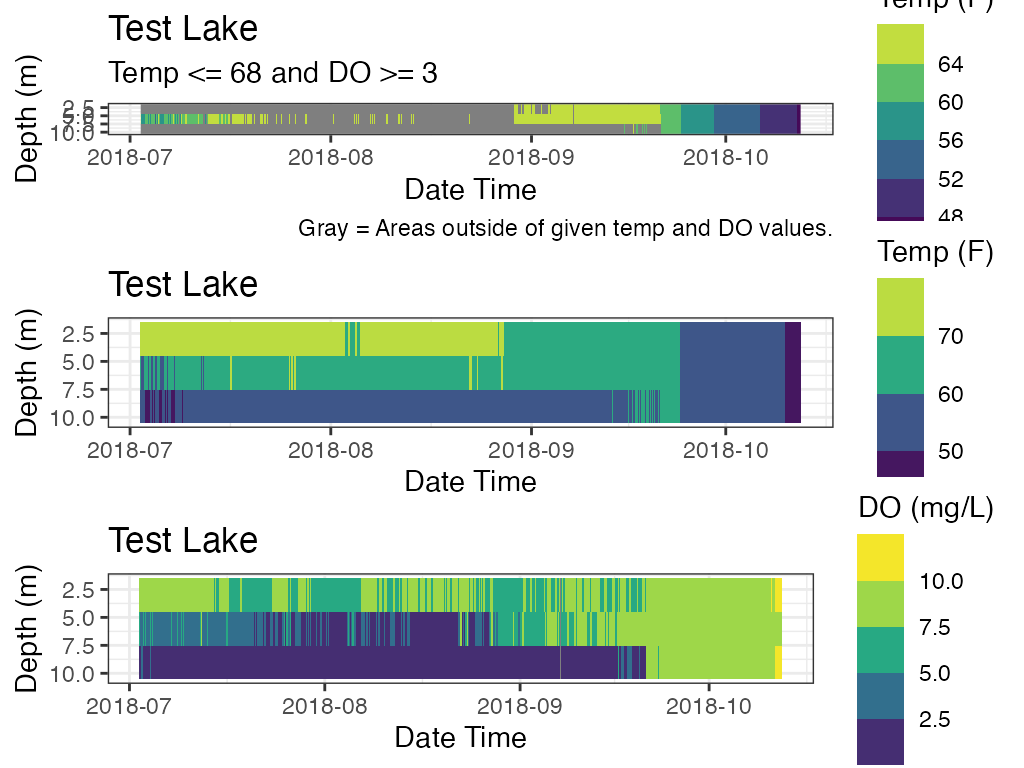 Temp (F)
Test Lake
Temp <= 68 and DO >= 3
Depth (m)
2.5
5.0
10.0
2018-07
2018-08
2018-09
2018-10
Date Time
Gray = Areas outside of given temp and DO values.
64
60
56
52
48
Test Lake
Depth (m)
2.5
5.0
7.5
10.0
2018-07
2018-08
2018-09
2018-10
Date Time
Temp (F)
70
60
50
Test Lake
Depth (m)
2.5
5.0
7.5
10.0
2018-07
2018-08
2018-09
2018-10
Date Time
DO (mg/L)
10.0
7.5
5.0
2.5